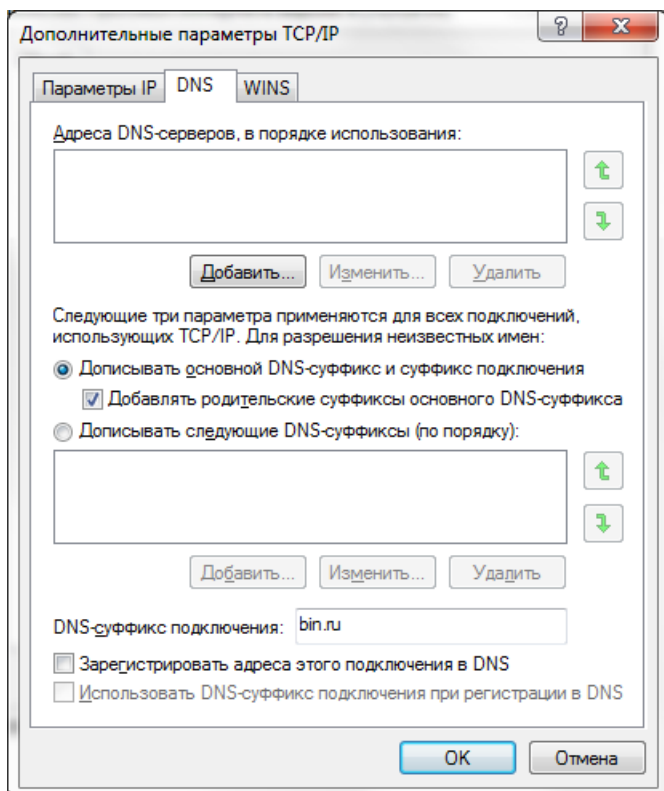 Дополнительные параметры TCP/IP
Параметры IP DNS WINS
Адреса DNS-серверов, в порядке использования:
Добавить... Изменить... Удалить
Следующие три параметра применяются для всех подключений,
использующих TCP/IP. Для разрешения неизвестных имен:
Дописывать основной DNS-суффикс и суффикс подключения
Добавлять родительские суффиксы основного DNS-суффикса
Дописывать следующие DNS-суффиксы (по порядку):
Добавить... Изменить... Удалить
DNS-суффикс подключения: bin.ru
Зарегистрировать адреса этого подключения в DNS
Использовать DNS-суффикс подключения при регистрации в DNS
OK Отмена